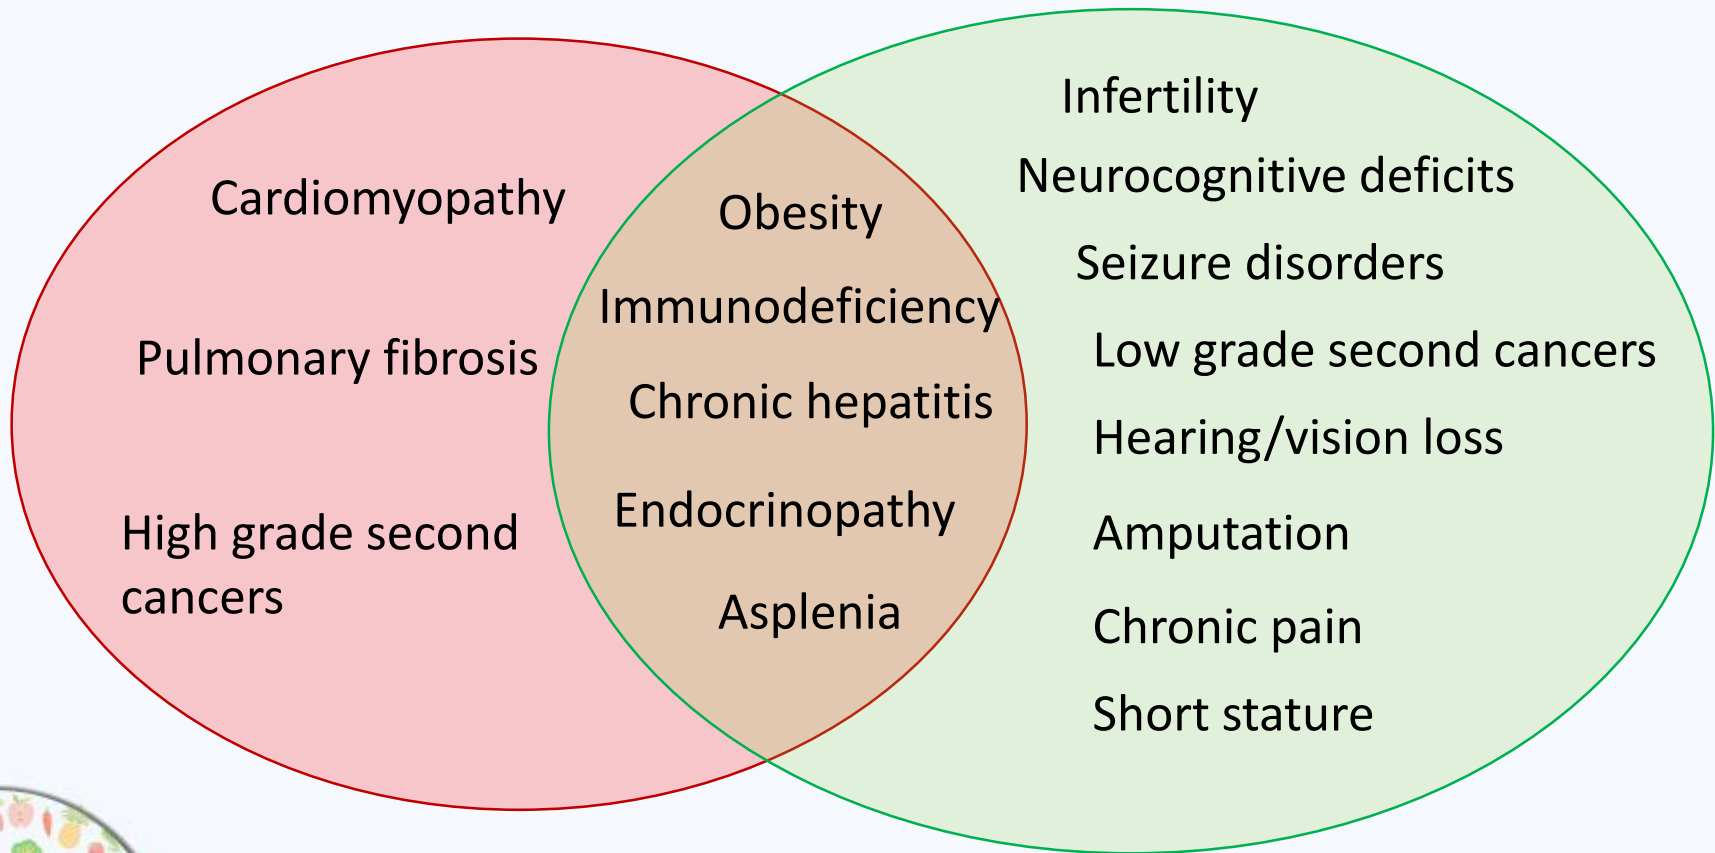 Cardiomyopathy
Pulmonary fibrosis
High grade second
cancers
Obesity
Immunodeficiency
Chronic hepatitis
Endocrinopathy
Asplenia
Infertility
Neurocognitive deficits
Seizure disorders
Low grade second cancers
Hearing/vision loss
Amputation
Chronic pain
Short stature